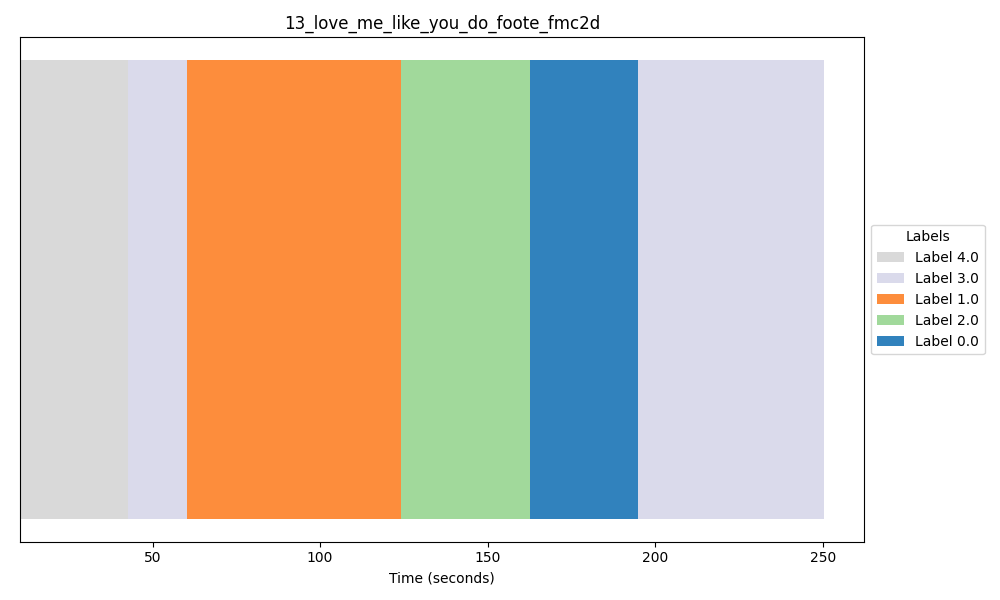 13_love_me_like_you_do_foote_fmc2d
Labels
Label 4.0
Label 3.0
Label 1.0
Label 2.0
Label 0.0
50 100 150 200 250
Time (seconds)